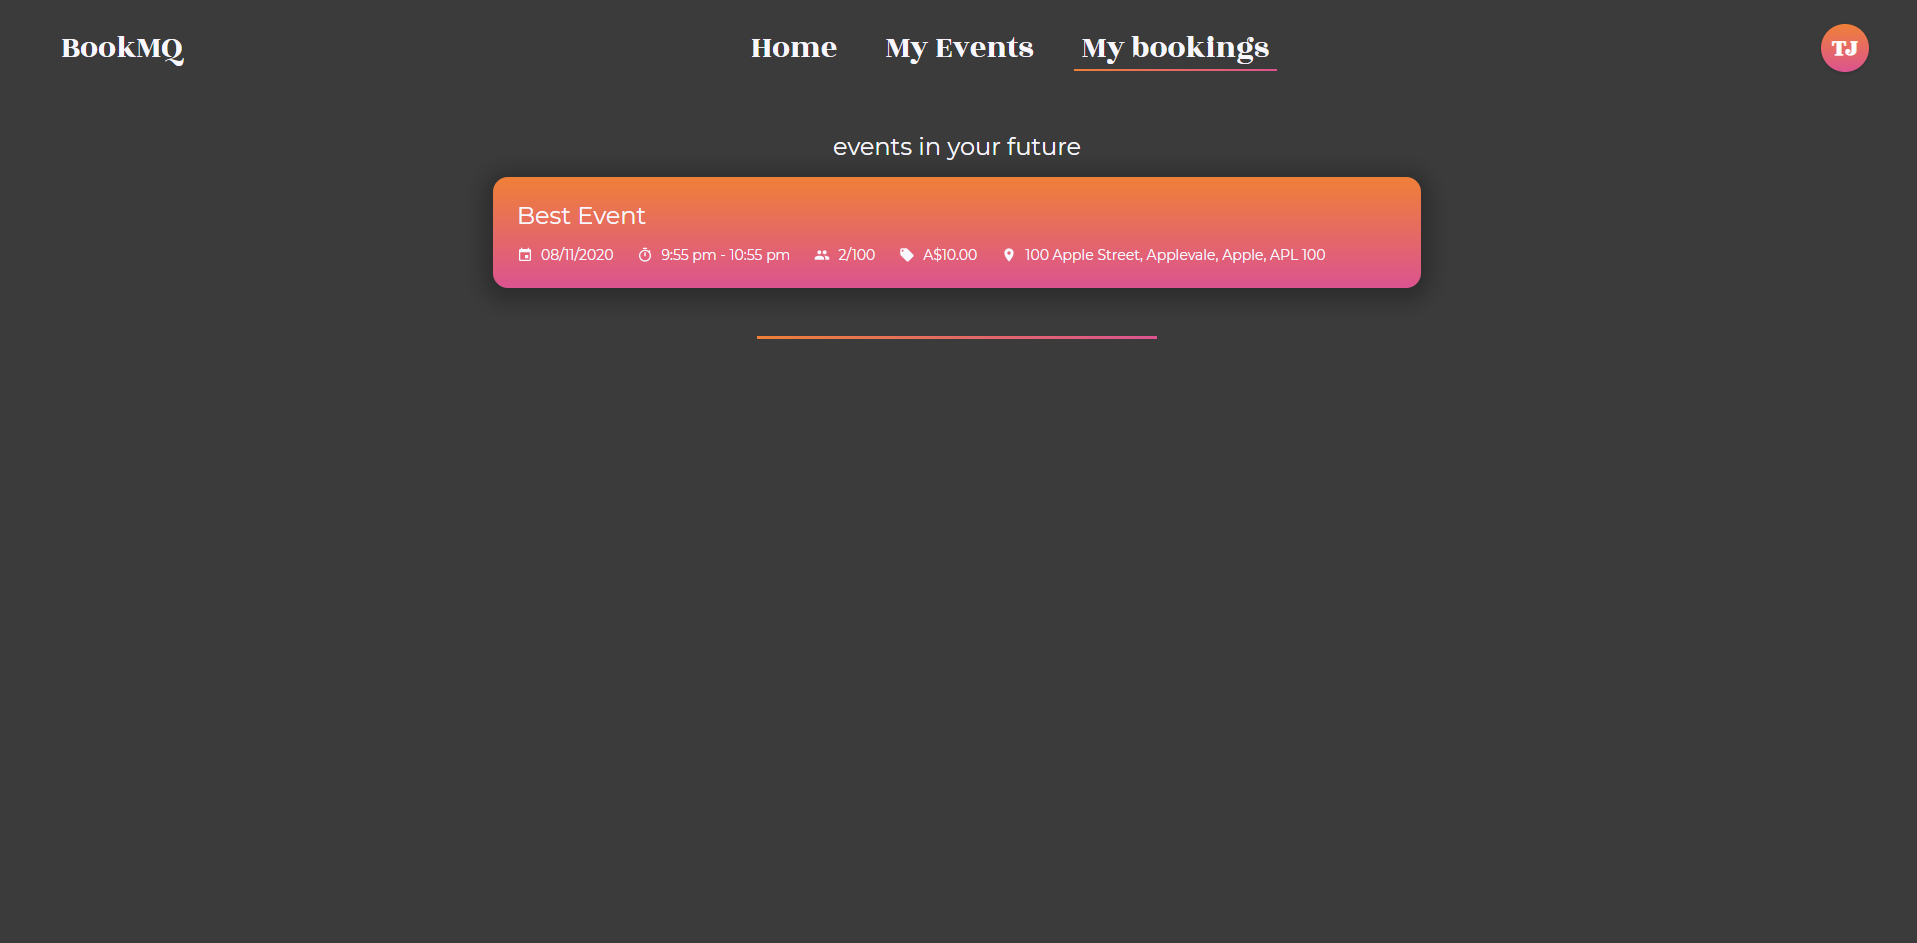 BookMQ Home My Events My bookings TJ
events in your future
Best Event
08/11/2020 9:55 pm - 10:55 pm 2/100 A$10.00 100 Apple Street, Applevale, Apple, APL 100